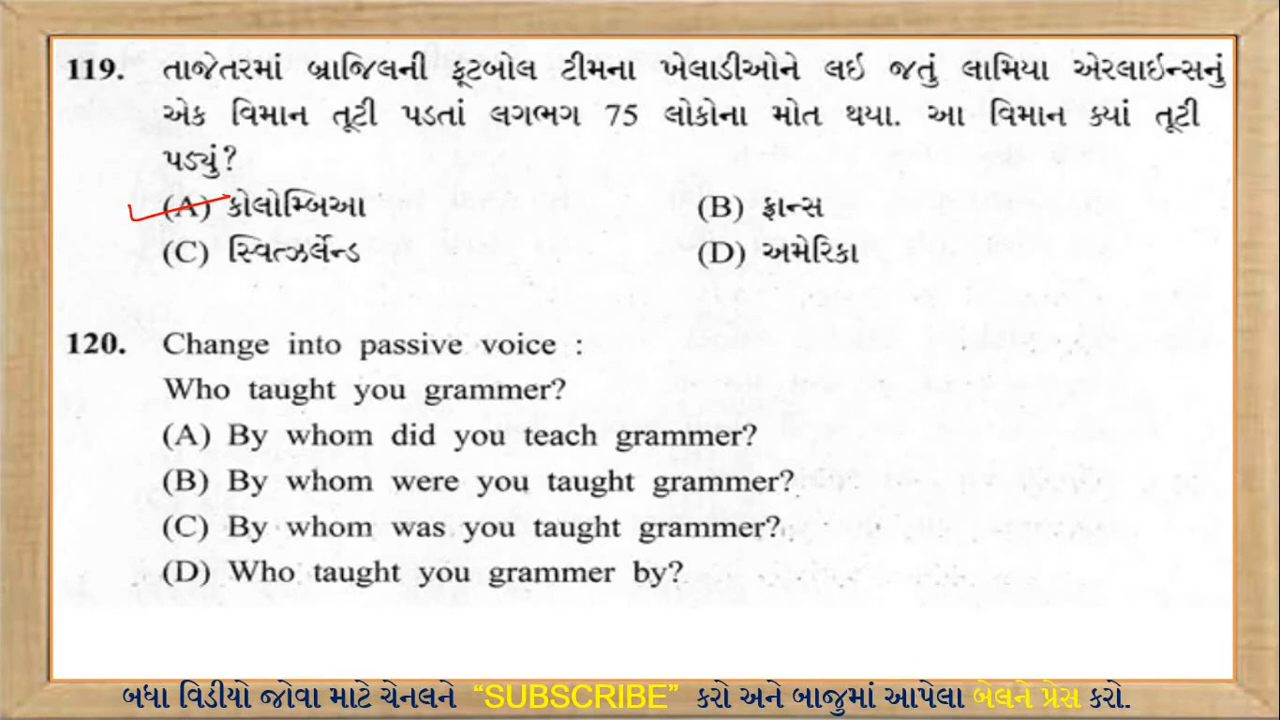 119. તાજેતરમાં બ્રાજિલની ફૂટબોલ ટીમના ખેલાડીઓને લઇ જતું લામિયા એરલાઇન્સનું
એક વિમાન તૂટી પડતાં લગભગ 75 લોકોના મોત થયા. આ વિમાન ક્યાં તૂટી
પડ્યું?
(A) કોલોમ્બિઆ (B) ફ્રાન્સ
(C) સ્વિત્ઝર્લેન્ડ (D) અમેરિકા
120. Change into passive voice :
Who taught you grammer?
(A) By whom did you teach grammer?
(B) By whom were you taught grammer?
(C) By whom was you taught grammer?
(D) Who taught you grammer by?
બધા વિડીયો જોવા માટે ચેનલને “SUBSCRIBE” કરો અને બાજુમાં આપેલા બેલને પ્રેસ કરો.